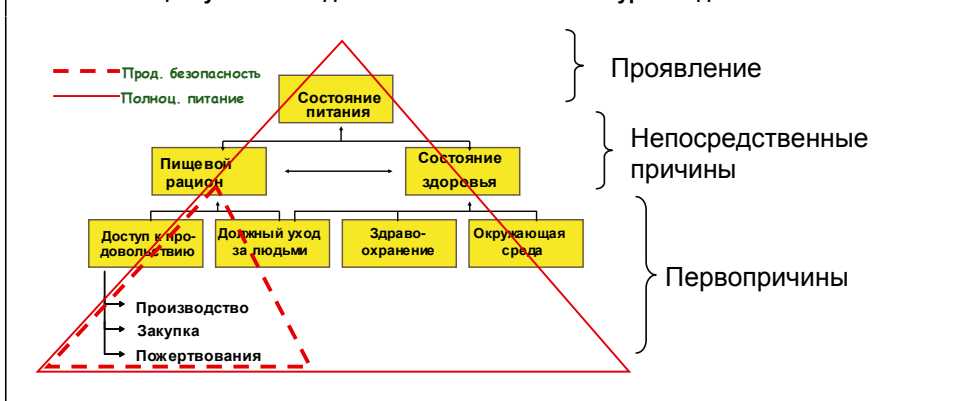 Прод. безопасность
Полноц. питание
Состояние
питания
Проявление
Пищевой
рацион
Состояние
здоровья
Непосредственные
причины
Доступ к про-
довольствию
Должный уход
за людьми
Здраво-
охранение
Окружающая
среда
Первопричины
Производство
Закупка
Пожертвования